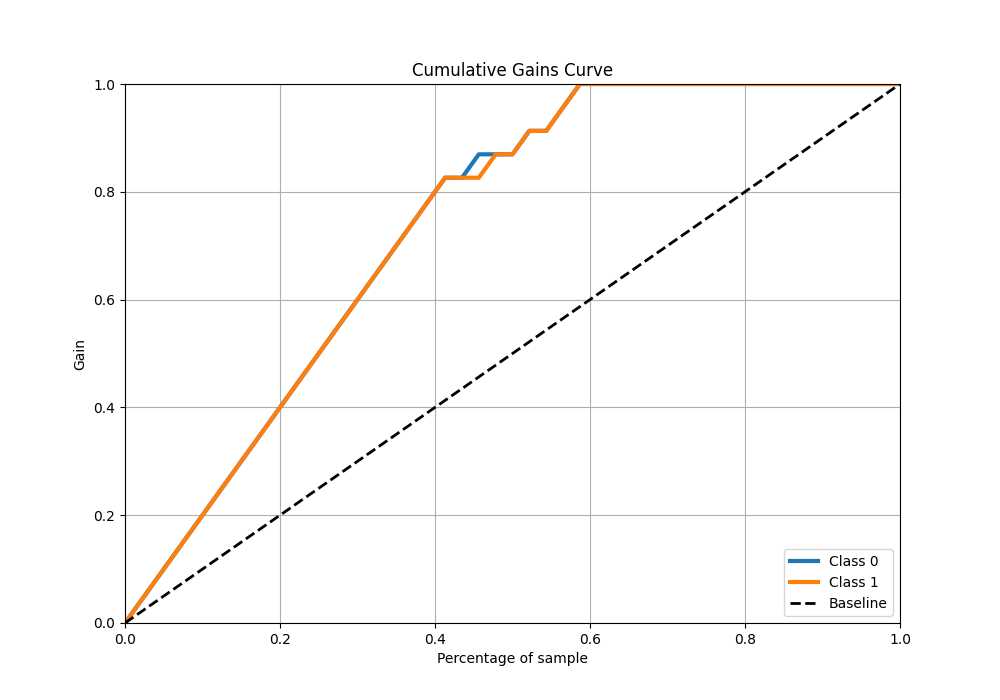 Cumulative Gains Curve
1.0
0.8
0.6
0.4
0.2
0.0
Gain
0.0 0.2 0.4 0.6 0.8 1.0
Percentage of sample
Class 0
Class 1
Baseline